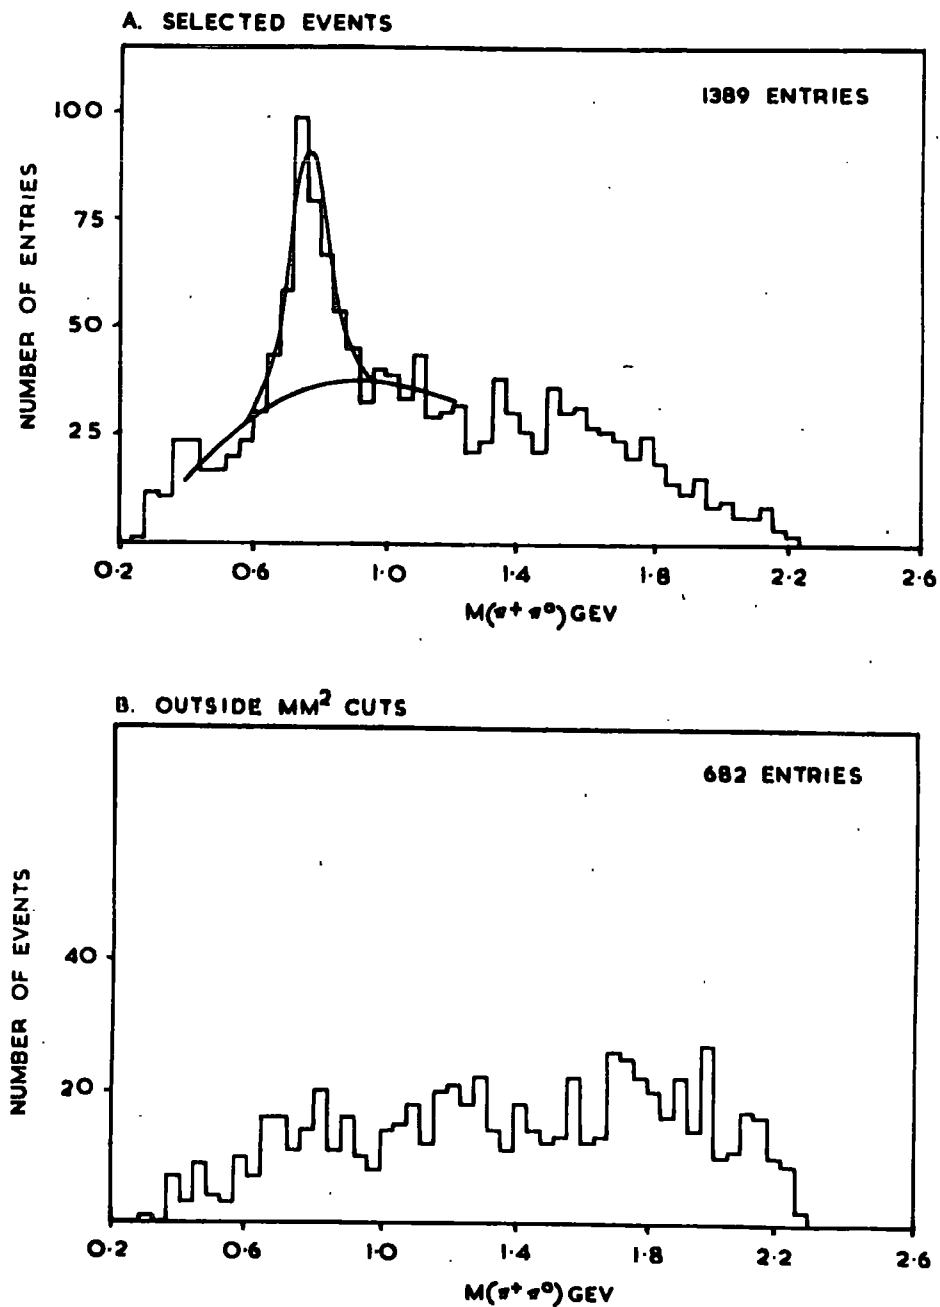 A. SELECTED EVENTS
1389 ENTRIES
100
75
50
25
NUMBER OF ENTRIES
0·2 0·6 1·0 1·4 1·8 2·2 2·6
M(π⁺ π⁰) GEV
B. OUTSIDE MM² CUTS
682 ENTRIES
40
20
NUMBER OF EVENTS
0·2 0·6 1·0 1·4 1·8 2·2 2·6
M(π⁺ π⁰) GEV